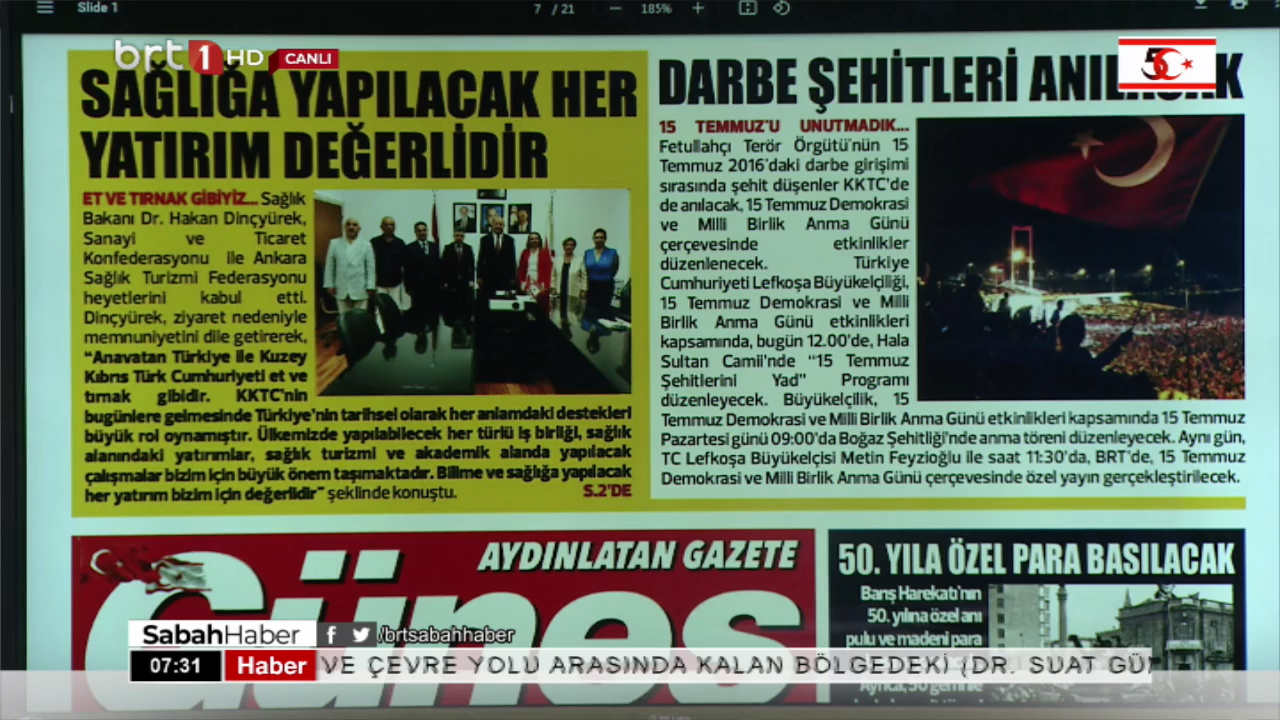 Slide 1
7 / 21
185%
brt 1 HD CANLI
SAĞLIĞA YAPILACAK HER
YATIRIM DEĞERLİDİR
ET VE TIRNAK GİBİYİZ... Sağlık
Bakanı Dr. Hakan Dinçyürek,
Sanayi ve Ticaret
Konfederasyonu ile Ankara
Sağlık Turizmi Federasyonu
heyetlerini kabul etti.
Dinçyürek, ziyaret nedeniyle
memnuniyetini dile getirerek,
“Anavatan Türkiye ile Kuzey
Kıbrıs Türk Cumhuriyeti et ve
tırnak gibidir. KKTC'nin
bugünlere gelmesinde Türkiye'nin tarihsel olarak her anlamdaki destekleri
büyük rol oynamıştır. Ülkemizde yapılabilecek her türlü iş birliği, sağlık
alanındaki yatırımlar, sağlık turizmi ve akademik alanda yapılacak
çalışmalar bizim için büyük önem taşımaktadır. Bilime ve sağlığa yapılacak
her yatırım bizim için değerlidir” şeklinde konuştu. S.2'DE
DARBE ŞEHİTLERİ
15 TEMMUZ'U UNUTMADIK...
Fetullahçı Terör Örgütü'nün 15
Temmuz 2016'daki darbe girişimi
sırasında şehit düşenler KKTC'de
de anılacak, 15 Temmuz Demokrasi
ve Milli Birlik Anma Günü
çerçevesinde etkinlikler
düzenlenecek. Türkiye
Cumhuriyeti Lefkoşa Büyükelçiliği,
15 Temmuz Demokrasi ve Milli
Birlik Anma Günü etkinlikleri
kapsamında, bugün 12.00'de, Hala
Sultan Camii'nde “15 Temmuz
Şehitlerini Yad” Programı
düzenleyecek. Büyükelçilik, 15
Temmuz Demokrasi ve Milli Birlik Anma Günü etkinlikleri kapsamında 15 Temmuz
Pazartesi günü 09:00'da Boğaz Şehitliği'nde anma töreni düzenleyecek. Aynı gün,
TC Lefkoşa Büyükelçisi Metin Feyzioğlu ile saat 11:30'da, BRT'de, 15 Temmuz
Demokrasi ve Milli Birlik Anma Günü çerçevesinde özel yayın gerçekleştirilecek.
AYDINLATAN GAZETE
Güneş
50. YILA ÖZEL PARA BASILACAK
Barış Harekatı'nın
50. yılına özel anı
pulu ve madeni para
SabahHaber f /brtsabahhaber
07:31 Haber VE ÇEVRE YOLU ARASINDA KALAN BÖLGEDEKİ (DR. SUAT GÜ